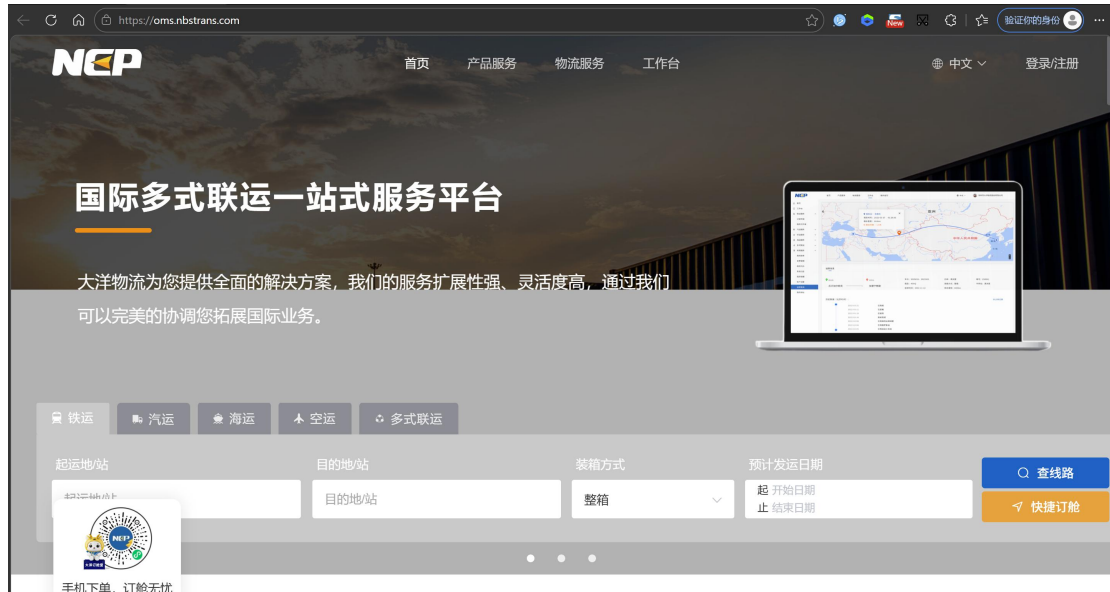 https://oms.nbstrans.com
New
验证你的身份
NEP
首页 产品服务 物流服务 工作台
中文 登录/注册
国际多式联运一站式服务平台
大洋物流为您提供全面的解决方案，我们的服务扩展性强、灵活度高，通过我们
可以完美的协调您拓展国际业务。
铁运 汽运 海运 空运 多式联运
起运地/站 目的地/站 装箱方式 预计发运日期
起运地/站 目的地/站 整箱
起 开始日期
止 结束日期
查线路
快捷订舱
NEP
手机下单，订舱无忧